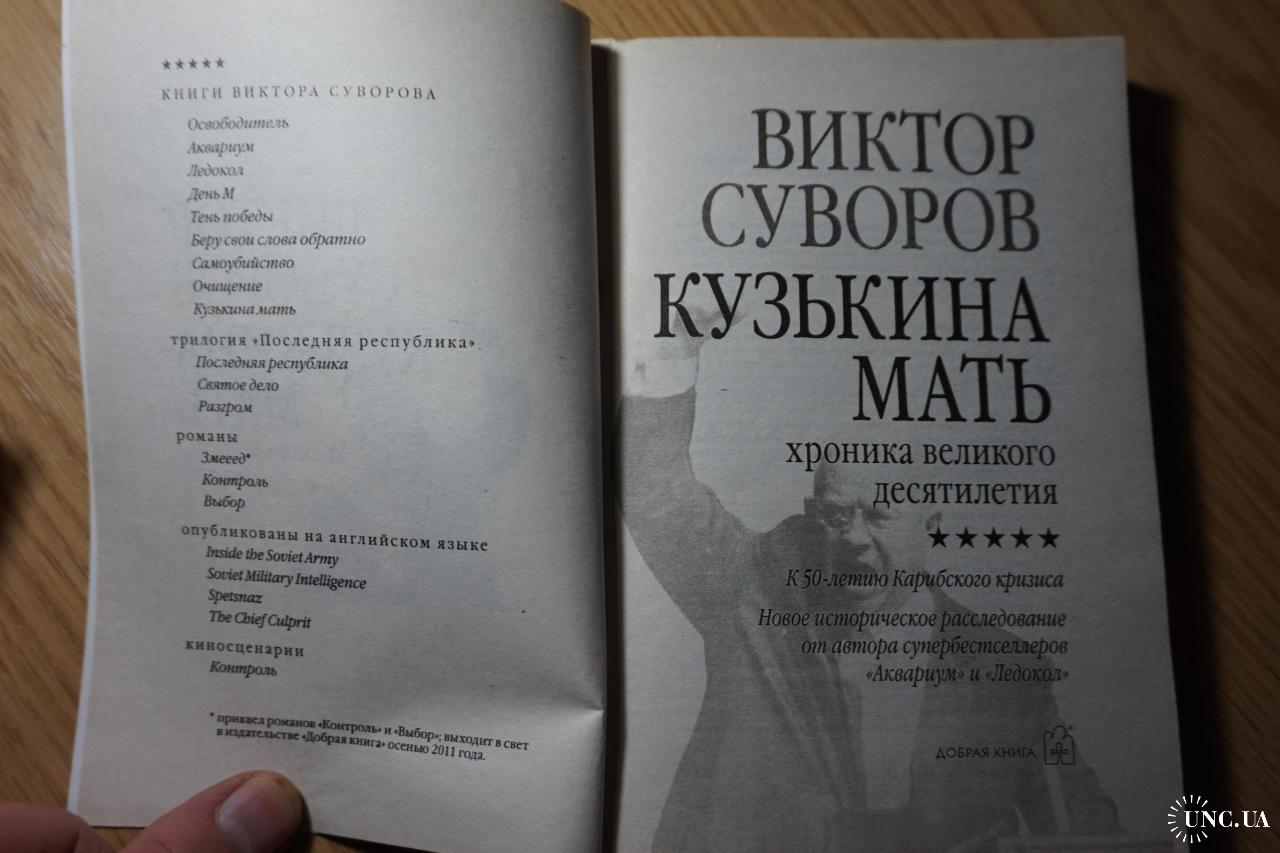 ★★★★★
КНИГИ ВИКТОРА СУВОРОВА
Освободитель
Аквариум
Ледокол
День М
Тень победы
Беру свои слова обратно
Самоубийство
Очищение
Кузькина мать
трилогия «Последняя республика»
Последняя республика
Святое дело
Разгром
романы
Змееед*
Контроль
Выбор
опубликованы на английском языке
Inside the Soviet Army
Soviet Military Intelligence
Spetsnaz
The Chief Culprit
киносценарии
Контроль
* приквел романов «Контроль» и «Выбор»; выходит в свет
в издательстве «Добрая книга» осенью 2011 года.
ВИКТОР
СУВОРОВ
КУЗЬКИНА
МАТЬ
хроника великого
десятилетия
★★★★★
К 50-летию Карибского кризиса
Новое историческое расследование
от автора супербестселлеров
«Аквариум» и «Ледокол»
ДОБРАЯ КНИГА ®
UNC.UA